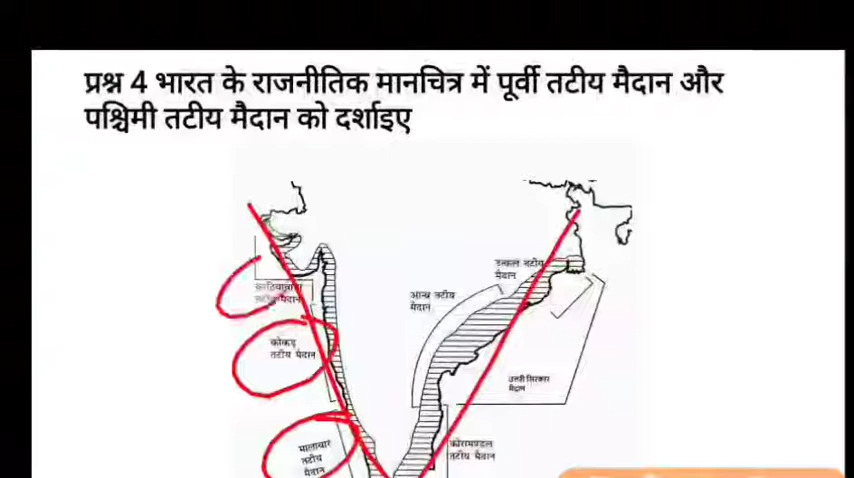 प्रश्न 4 भारत के राजनीतिक मानचित्र में पूर्वी तटीय मैदान और
पश्चिमी तटीय मैदान को दर्शाइए
उत्कल तटीय
मैदान
आन्ध्र तटीय
मैदान
कोंकड़
तटीय मैदान
उत्तरी सिरकार
मैदान
मालाबार
तटीय
मैदान
कोरामण्डल
तटीय मैदान